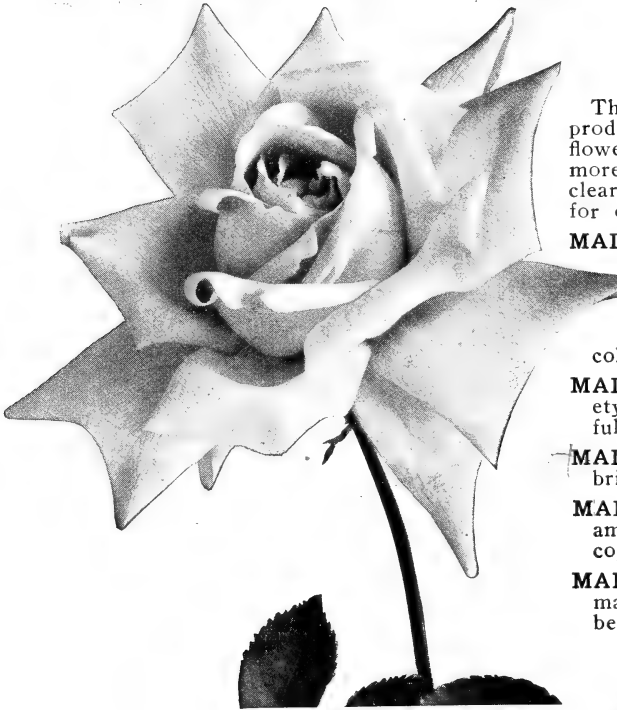 Th
prod
flowe
more
clear
for
MAI
col
MAI
ety
ful
MAI
bri
MAI
am
co
MAI
ma
be